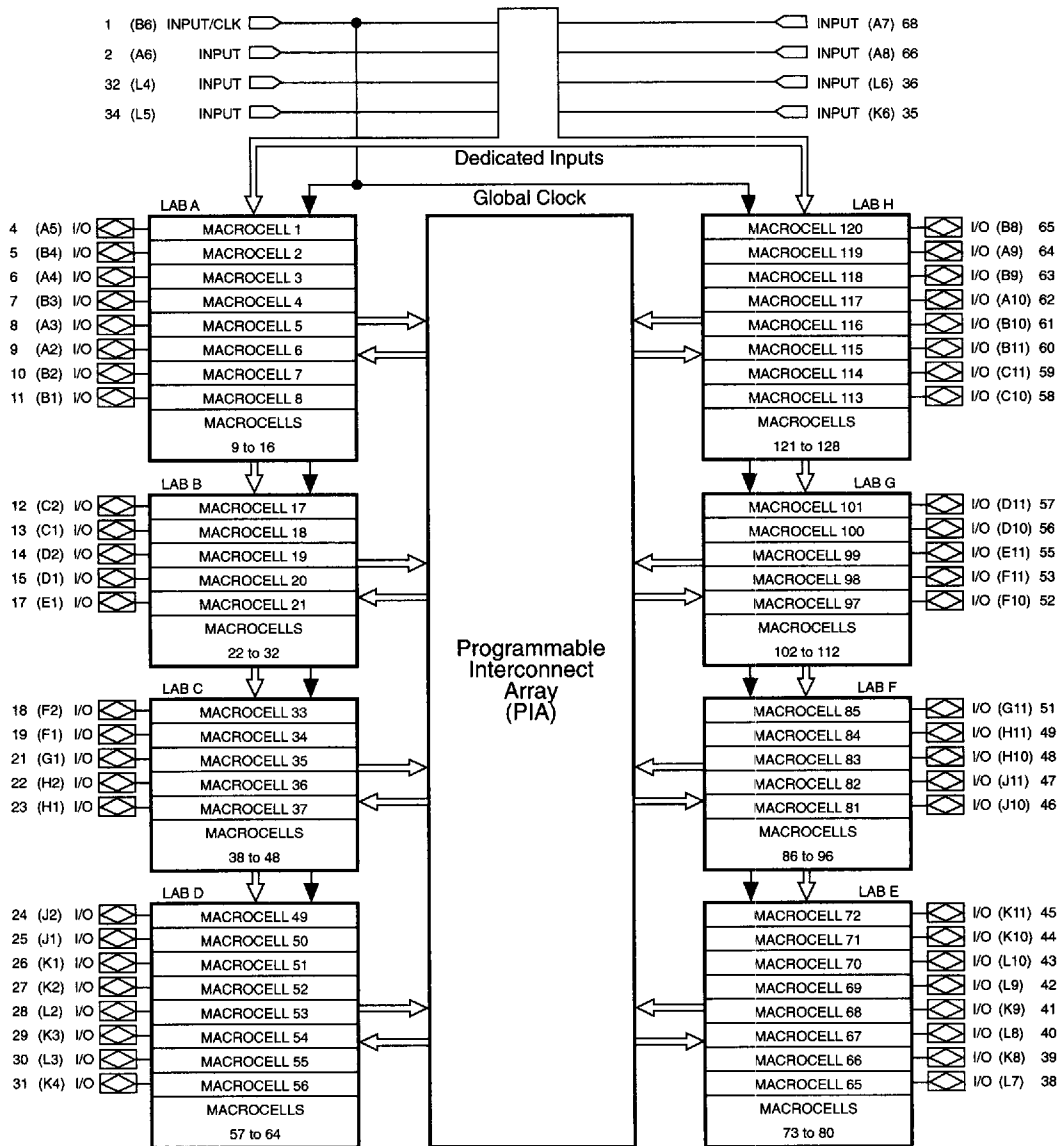 1 (B6) INPUT/CLK
INPUT (A7) 68
2 (A6) INPUT
INPUT (A8) 66
32 (L4) INPUT
INPUT (L6) 36
34 (L5) INPUT
INPUT (K6) 35
Dedicated Inputs
Global Clock
LAB A
4 (A5) I/O MACROCELL 1
5 (B4) I/O MACROCELL 2
6 (A4) I/O MACROCELL 3
7 (B3) I/O MACROCELL 4
8 (A3) I/O MACROCELL 5
9 (A2) I/O MACROCELL 6
10 (B2) I/O MACROCELL 7
11 (B1) I/O MACROCELL 8
MACROCELLS
9 to 16
LAB B
12 (C2) I/O MACROCELL 17
13 (C1) I/O MACROCELL 18
14 (D2) I/O MACROCELL 19
15 (D1) I/O MACROCELL 20
17 (E1) I/O MACROCELL 21
MACROCELLS
22 to 32
LAB C
18 (F2) I/O MACROCELL 33
19 (F1) I/O MACROCELL 34
21 (G1) I/O MACROCELL 35
22 (H2) I/O MACROCELL 36
23 (H1) I/O MACROCELL 37
MACROCELLS
38 to 48
LAB D
24 (J2) I/O MACROCELL 49
25 (J1) I/O MACROCELL 50
26 (K1) I/O MACROCELL 51
27 (K2) I/O MACROCELL 52
28 (L2) I/O MACROCELL 53
29 (K3) I/O MACROCELL 54
30 (L3) I/O MACROCELL 55
31 (K4) I/O MACROCELL 56
MACROCELLS
57 to 64
Programmable
Interconnect
Array
(PIA)
LAB H
MACROCELL 120 I/O (B8) 65
MACROCELL 119 I/O (A9) 64
MACROCELL 118 I/O (B9) 63
MACROCELL 117 I/O (A10) 62
MACROCELL 116 I/O (B10) 61
MACROCELL 115 I/O (B11) 60
MACROCELL 114 I/O (C11) 59
MACROCELL 113 I/O (C10) 58
MACROCELLS
121 to 128
LAB G
MACROCELL 101 I/O (D11) 57
MACROCELL 100 I/O (D10) 56
MACROCELL 99 I/O (E11) 55
MACROCELL 98 I/O (F11) 53
MACROCELL 97 I/O (F10) 52
MACROCELLS
102 to 112
LAB F
MACROCELL 85 I/O (G11) 51
MACROCELL 84 I/O (H11) 49
MACROCELL 83 I/O (H10) 48
MACROCELL 82 I/O (J11) 47
MACROCELL 81 I/O (J10) 46
MACROCELLS
86 to 96
LAB E
MACROCELL 72 I/O (K11) 45
MACROCELL 71 I/O (K10) 44
MACROCELL 70 I/O (L10) 43
MACROCELL 69 I/O (L9) 42
MACROCELL 68 I/O (K9) 41
MACROCELL 67 I/O (L8) 40
MACROCELL 66 I/O (K8) 39
MACROCELL 65 I/O (L7) 38
MACROCELLS
73 to 80